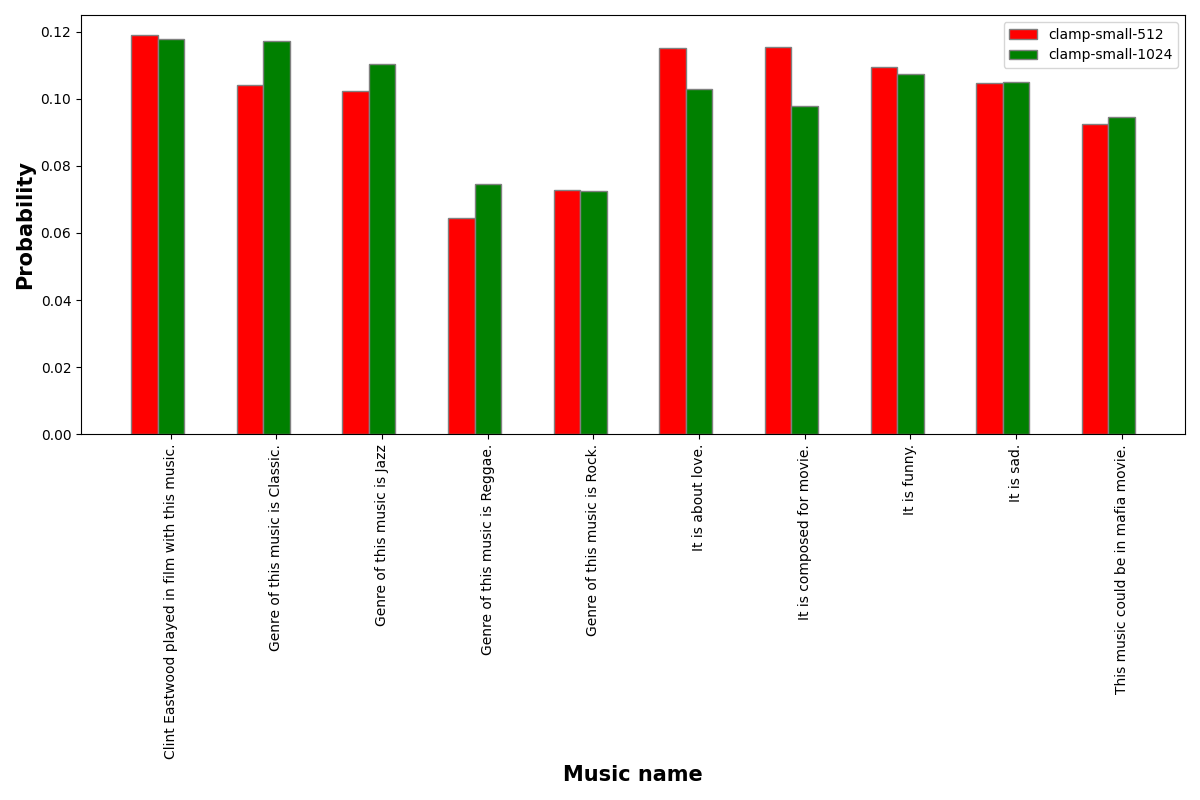 clamp-small-512
clamp-small-1024
Probability
0.12
0.10
0.08
0.06
0.04
0.02
0.00
Clint Eastwood played in film with this music.
Genre of this music is Classic.
Genre of this music is Jazz
Genre of this music is Reggae.
Genre of this music is Rock.
It is about love.
It is composed for movie.
It is funny.
It is sad.
This music could be in mafia movie.
Music name